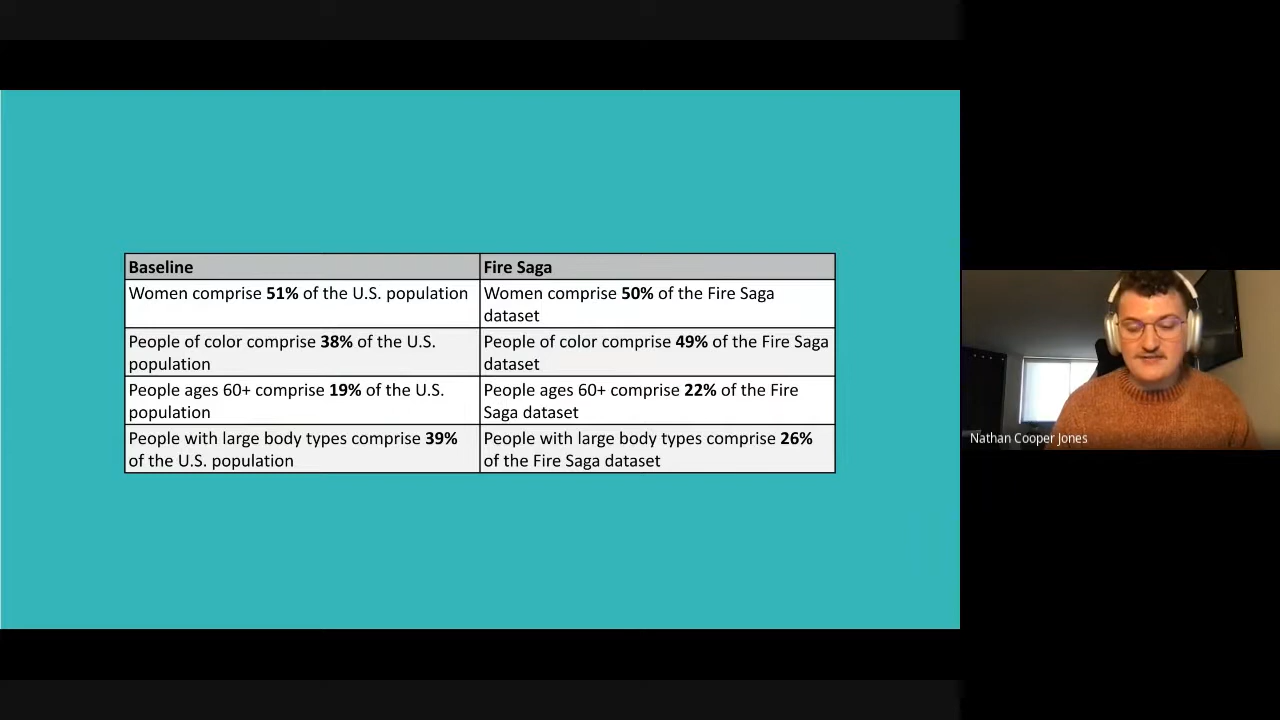 Baseline
Fire Saga
Women comprise 51% of the U.S. population
Women comprise 50% of the Fire Saga
dataset
People of color comprise 38% of the U.S.
population
People of color comprise 49% of the Fire Saga
dataset
People ages 60+ comprise 19% of the U.S.
population
People ages 60+ comprise 22% of the Fire
Saga dataset
People with large body types comprise 39%
of the U.S. population
People with large body types comprise 26%
of the Fire Saga dataset
Nathan Cooper Jones